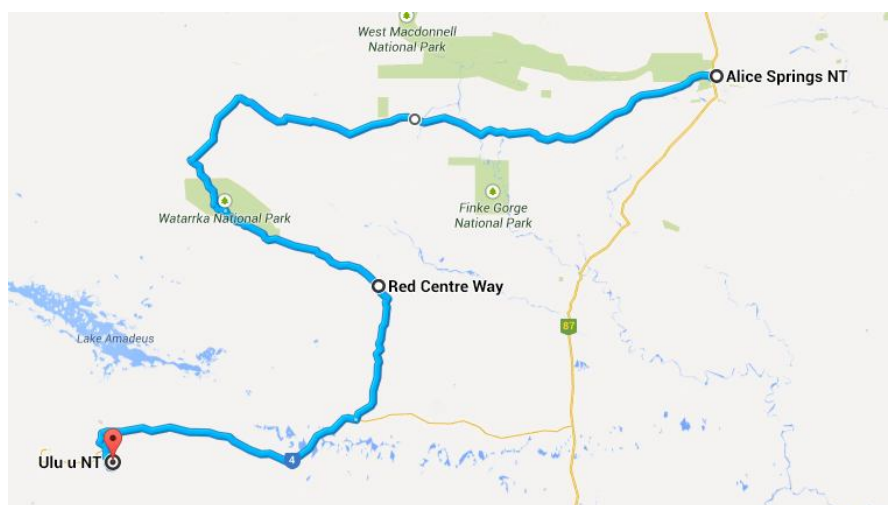 West Macdonnell
National Park
Alice Springs NT
Watarrka National Park
Finke Gorge
National Park
Red Centre Way
87
Lake Amadeus
4
Ulu u NT